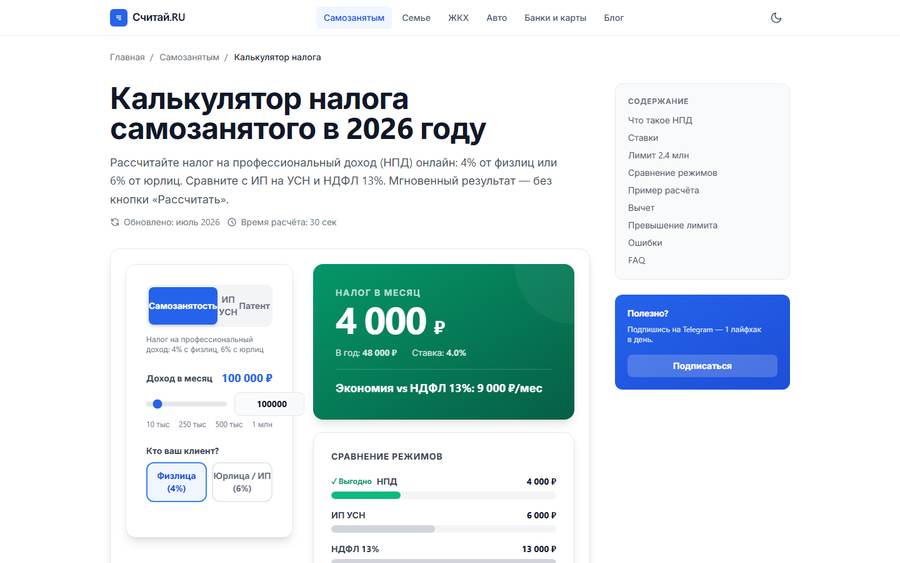 Считай.RU
Самозанятым
Семье
ЖКХ
Авто
Банки и карты
Блог
Главная / Самозанятым / Калькулятор налога
Калькулятор налога
самозанятого в 2026 году
Рассчитайте налог на профессиональный доход (НПД) онлайн: 4% от физлиц или
6% от юрлиц. Сравните с ИП на УСН и НДФЛ 13%. Мгновенный результат — без
кнопки «Рассчитать».
Обновлено: июль 2026
Время расчёта: 30 сек
Самозанятость
ИП
УСН
Патент
Налог на профессиональный
доход: 4% с физлиц, 6% с юрлиц
Доход в месяц
100 000 ₽
100000
10 тыс
250 тыс
500 тыс
1 млн
Кто ваш клиент?
Физлица
(4%)
Юрлица / ИП
(6%)
НАЛОГ В МЕСЯЦ
4 000 ₽
В год: 48 000 ₽
Ставка: 4.0%
Экономия vs НДФЛ 13%: 9 000 ₽/мес
СРАВНЕНИЕ РЕЖИМОВ
✓ Выгодно НПД
4 000 ₽
ИП УСН
6 000 ₽
НДФЛ 13%
13 000 ₽
СОДЕРЖАНИЕ
Что такое НПД
Ставки
Лимит 2.4 млн
Сравнение режимов
Пример расчёта
Вычет
Превышение лимита
Ошибки
FAQ
Полезно?
Подпишись на Telegram — 1 лайфхак
в день.
Подписаться